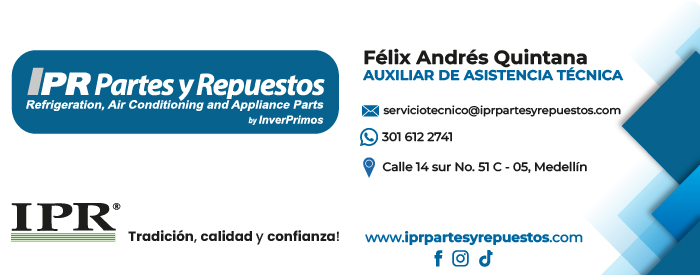 IPR Partes y Repuestos
Refrigeration, Air Conditioning and Appliance Parts
by InverPrimos
IPR®
Tradición, calidad y confianza!
Félix Andrés Quintana
AUXILIAR DE ASISTENCIA TÉCNICA
serviciotecnico@iprpartesyrepuestos.com
301 612 2741
Calle 14 sur No. 51 C - 05, Medellín
www.iprpartesyrepuestos.com